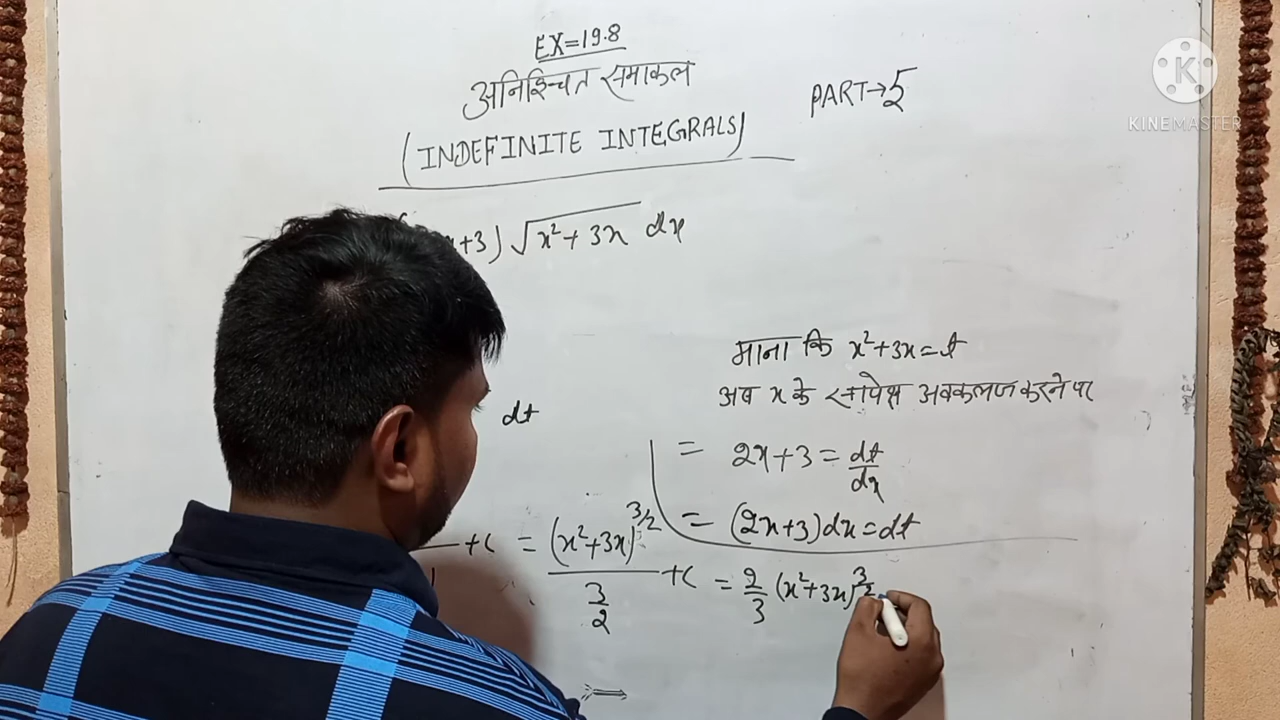 EX=19.8
अनिश्चित समाकल
PART→5
(INDEFINITE INTEGRALS)
+3) √x²+3x dx
माना कि x²+3x=t
अब x के सापेक्ष अवकलज करने पर
dt
= 2x+3 = dt/dx
= (2x+3)dx=dt
+c = (x²+3x)^3/2 / 3/2 +c = 2/3 (x²+3x)^3/2
K
KINEMASTER